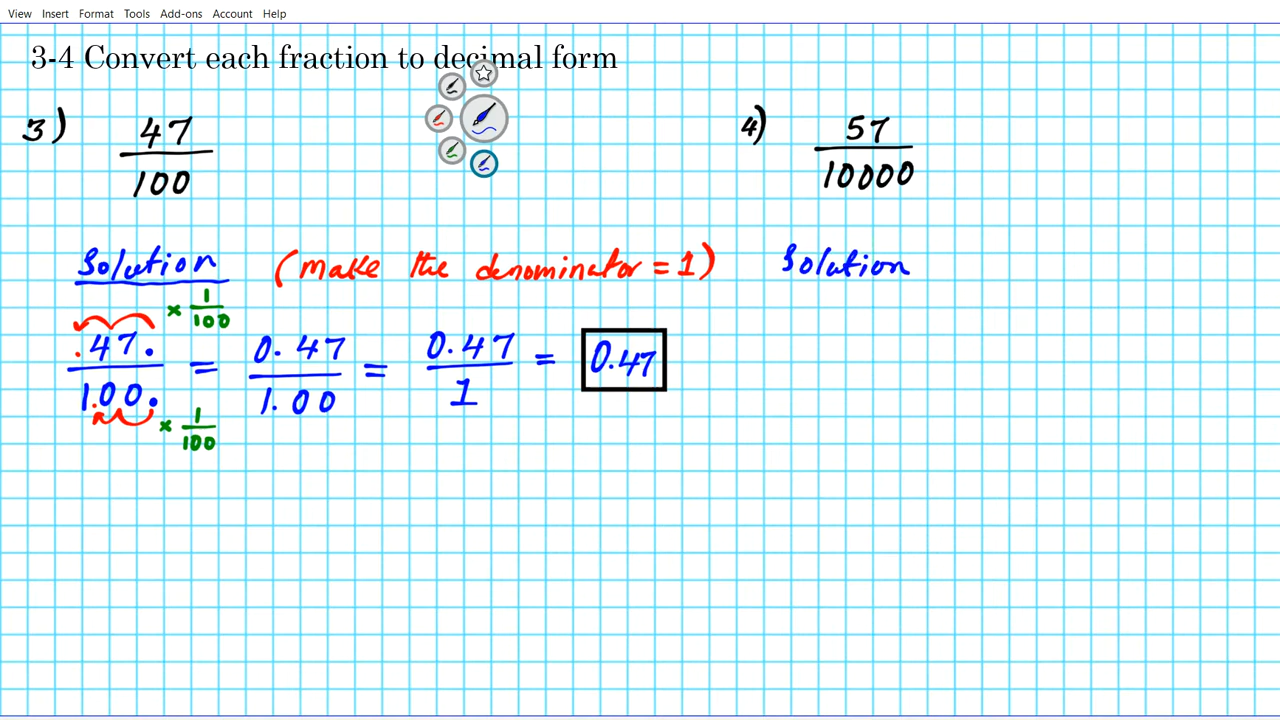 View Insert Format Tools Add-ons Account Help
3-4 Convert each fraction to decimal form
3) 47/100
4) 57/10000
Solution (make the denominator = 1)
.47. × 1/100 / 1.00. × 1/100 = 0.47/1.00 = 0.47/1 = 0.47
Solution